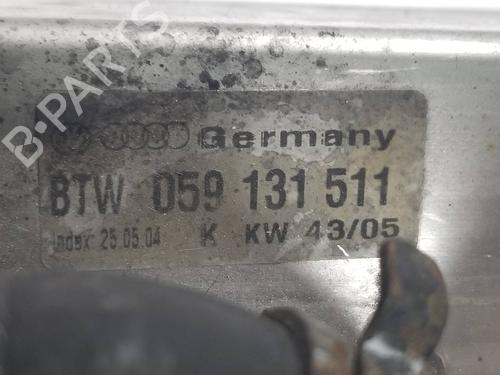 B-PARTS
Germany
BTW 059 131 511
Index: 25.05.04 K KW 43/05